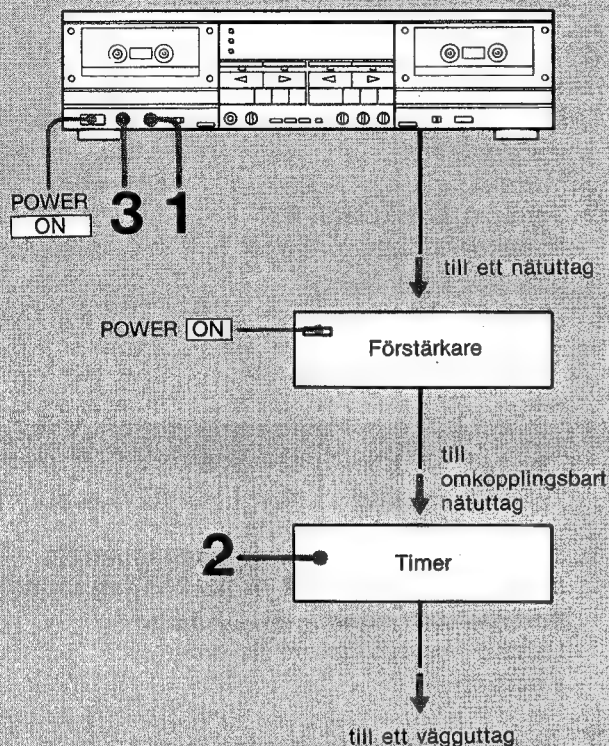 POWER
ON
3 1
till ett nätuttag
POWER ON
Förstärkare
till
omkopplingsbart
nätuttag
2
Timer
till ett vägguttag